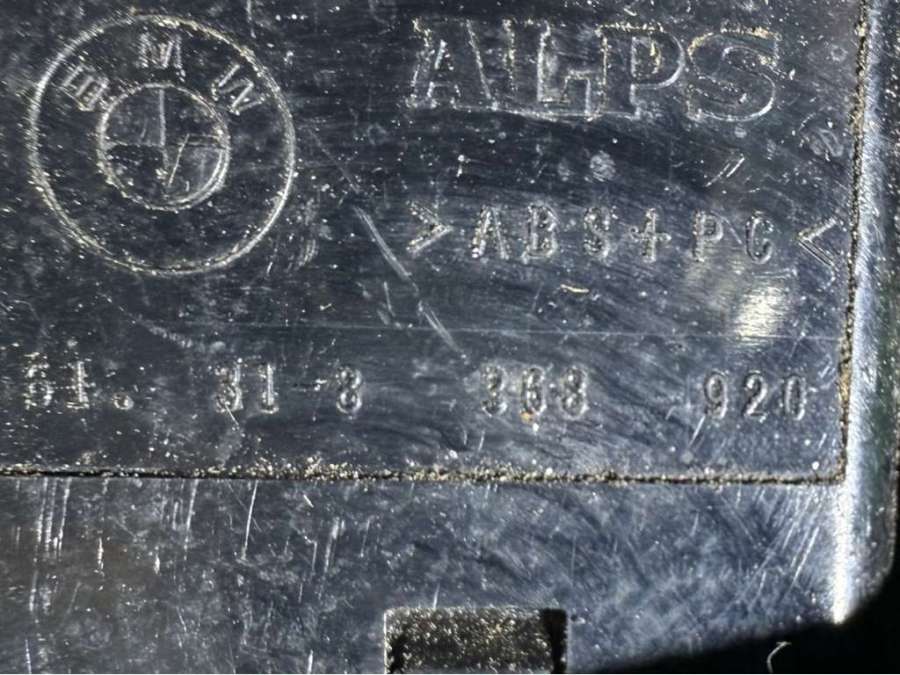 BMW
ALPS
>ABS+PC<
61. 31-8 368 920